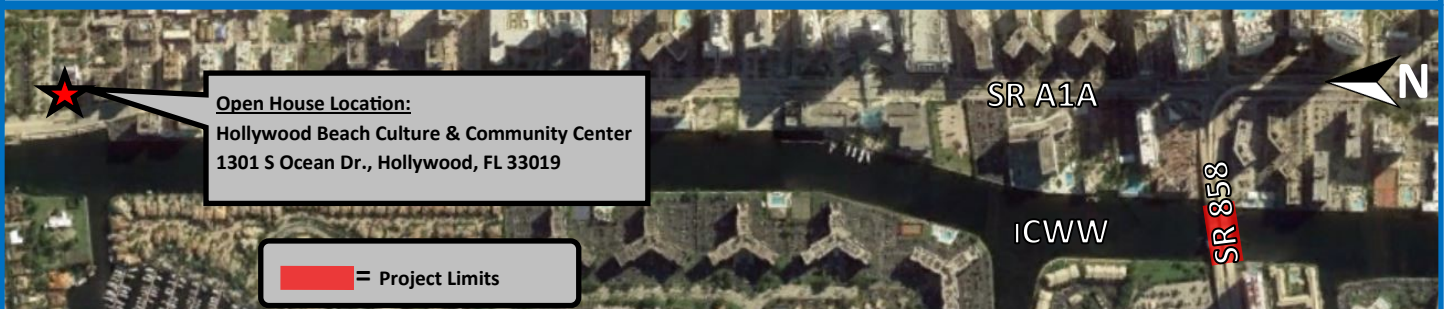 Open House Location:
Hollywood Beach Culture & Community Center
1301 S Ocean Dr., Hollywood, FL 33019
SR A1A
N
SR 858
ICWW
= Project Limits